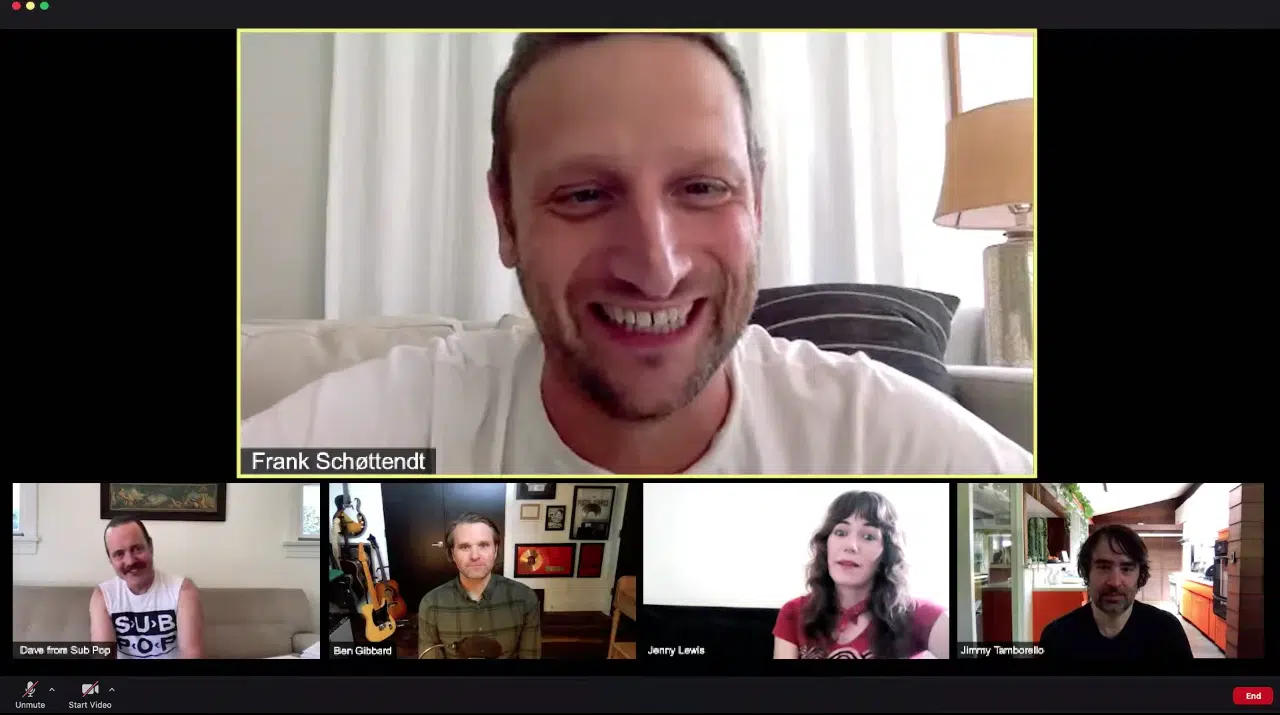 Frank Schøttendt
SUB
POP
Dave from Sub Pop
Ben Gibbard
Jenny Lewis
Jimmy Tamborello
Unmute
Start Video
End